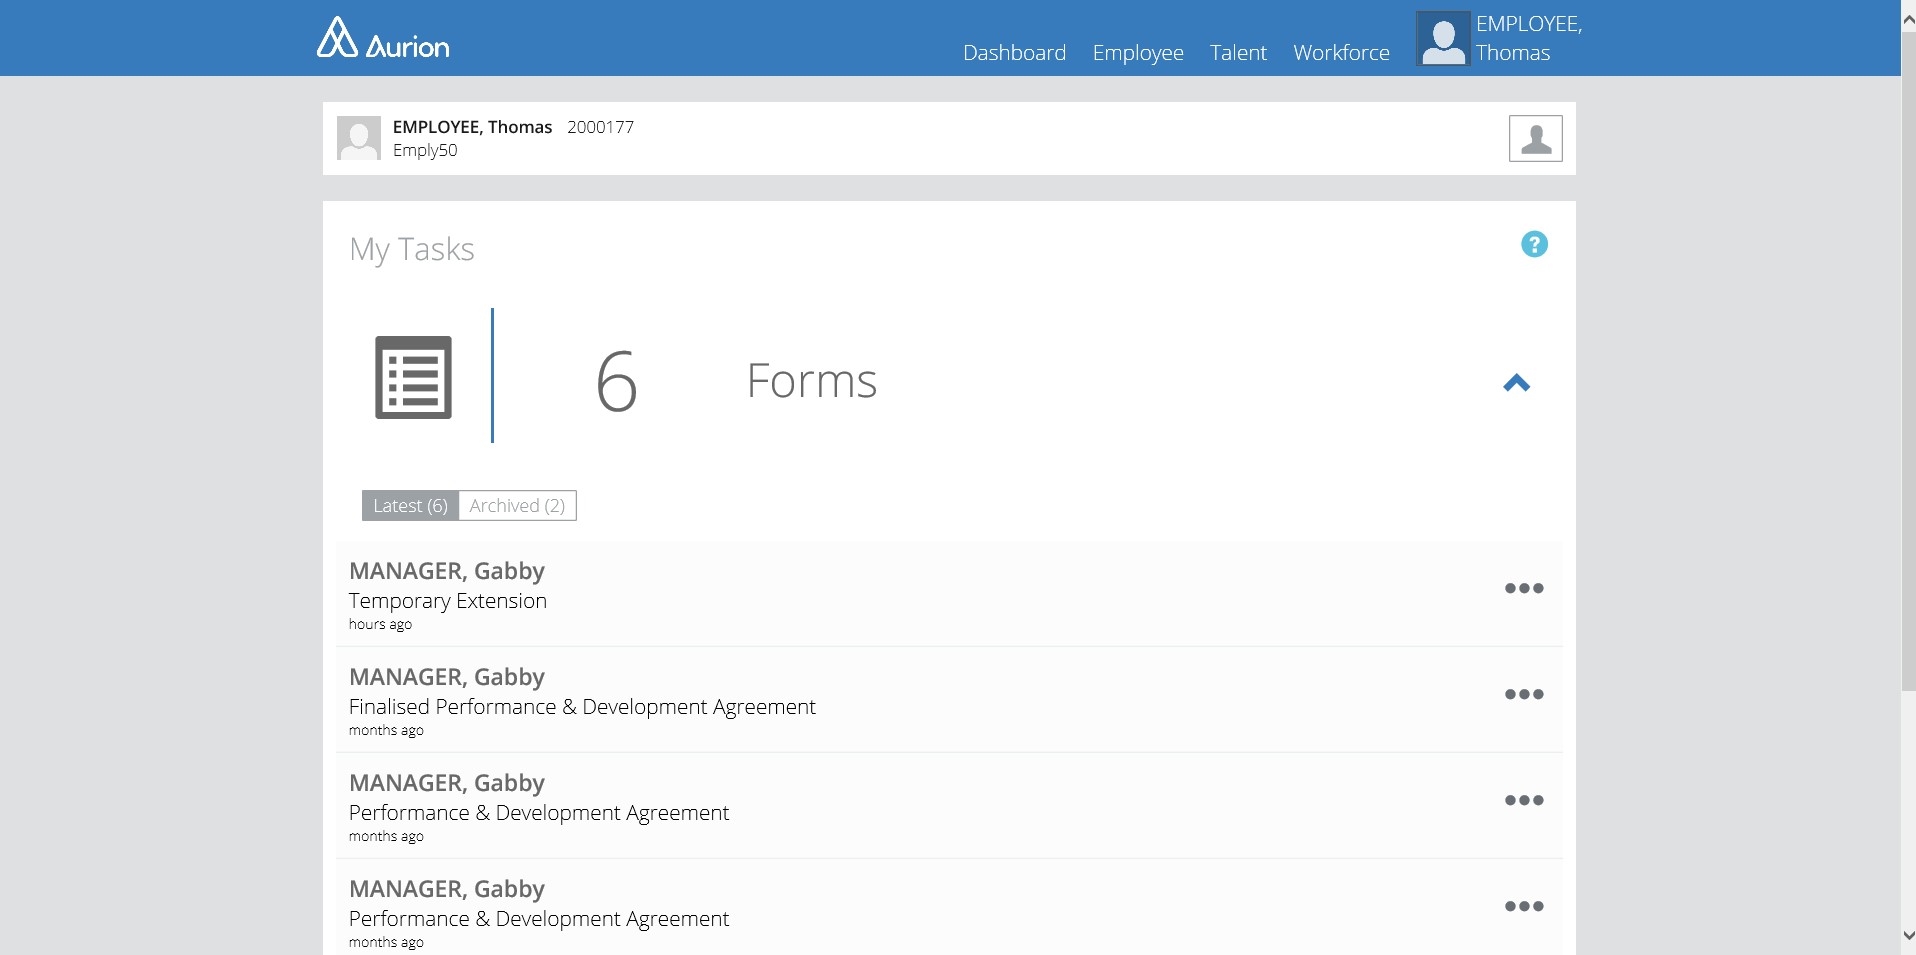 Aurion
Dashboard Employee Talent Workforce
EMPLOYEE,
Thomas
EMPLOYEE, Thomas 2000177
Emply50
My Tasks
?
6 Forms
Latest (6) Archived (2)
MANAGER, Gabby
Temporary Extension
hours ago
MANAGER, Gabby
Finalised Performance & Development Agreement
months ago
MANAGER, Gabby
Performance & Development Agreement
months ago
MANAGER, Gabby
Performance & Development Agreement
months ago